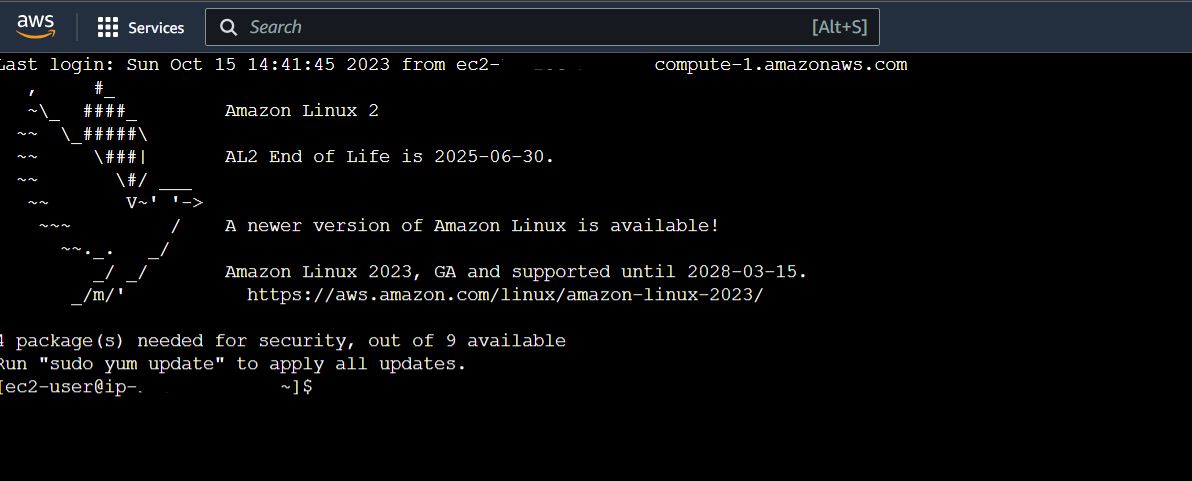 aws Services Search [Alt+S]
Last login: Sun Oct 15 14:41:45 2023 from ec2- compute-1.amazonaws.com
   ,     #_
   ~\_  ####_        Amazon Linux 2
  ~~  \_#####\
  ~~     \###|       AL2 End of Life is 2025-06-30.
  ~~       \#/ ___
   ~~       V~' '->
    ~~~         /    A newer version of Amazon Linux is available!
      ~~._.   _/
         _/ _/       Amazon Linux 2023, GA and supported until 2028-03-15.
       _/m/'           https://aws.amazon.com/linux/amazon-linux-2023/
4 package(s) needed for security, out of 9 available
Run "sudo yum update" to apply all updates.
[ec2-user@ip- ~]$